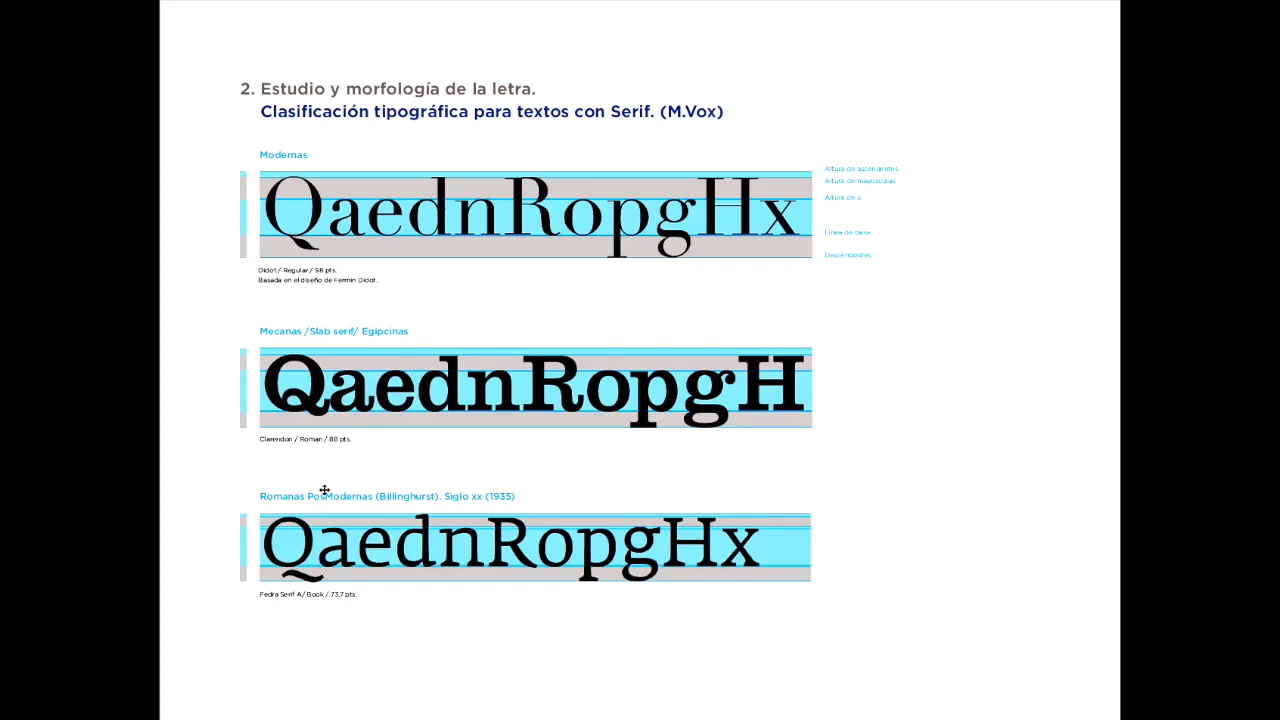 2. Estudio y morfología de la letra.
Clasificación tipográfica para textos con Serif. (M.Vox)
Modernas
QaednRopgHx
Altura de ascendentes
Altura de mayusculas
Altura de x
Línea de base
Descendentes
Didot / Regular / 98 pts.
Basada en el diseño de Fermin Didot.
Mecanas /Slab serif/ Egipcinas
QaednRopgH
Clarendon / Roman / 88 pts.
Romanas PosModernas (Billinghurst). Siglo xx (1935)
QaednRopgHx
Fedra Serif A/ Book / 73.7 pts.